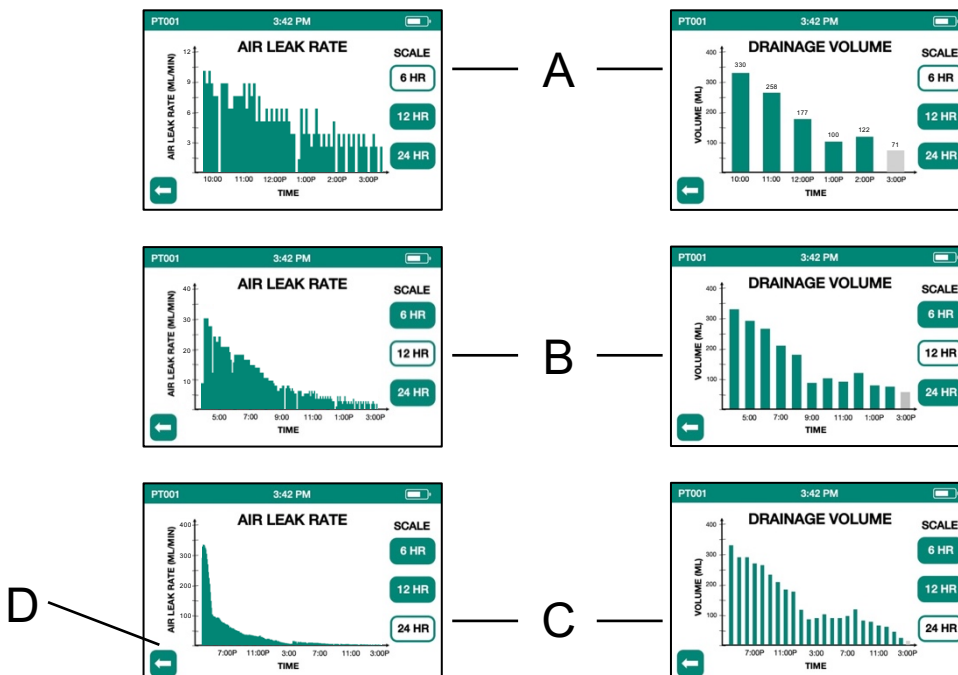 PT001 3:42 PM
AIR LEAK RATE
AIR LEAK RATE (ML/MIN)
12
9
6
3
10:00 11:00 12:00P 1:00P 2:00P 3:00P
TIME
SCALE
6 HR
12 HR
24 HR
A
PT001 3:42 PM
DRAINAGE VOLUME
VOLUME (ML)
400
300
200
100
330 258 177 100 122 71
10:00 11:00 12:00P 1:00P 2:00P 3:00P
TIME
SCALE
6 HR
12 HR
24 HR
PT001 3:42 PM
AIR LEAK RATE
AIR LEAK RATE (ML/MIN)
40
30
20
10
5:00 7:00 9:00 11:00 1:00P 3:00P
TIME
SCALE
6 HR
12 HR
24 HR
B
PT001 3:42 PM
DRAINAGE VOLUME
VOLUME (ML)
400
300
200
100
5:00 7:00 9:00 11:00 1:00P 3:00P
TIME
SCALE
6 HR
12 HR
24 HR
PT001 3:42 PM
AIR LEAK RATE
AIR LEAK RATE (ML/MIN)
400
300
200
100
7:00P 11:00P 3:00 7:00 11:00 3:00P
TIME
SCALE
6 HR
12 HR
24 HR
D
C
PT001 3:42 PM
DRAINAGE VOLUME
VOLUME (ML)
400
300
200
100
7:00P 11:00P 3:00 7:00 11:00 3:00P
TIME
SCALE
6 HR
12 HR
24 HR